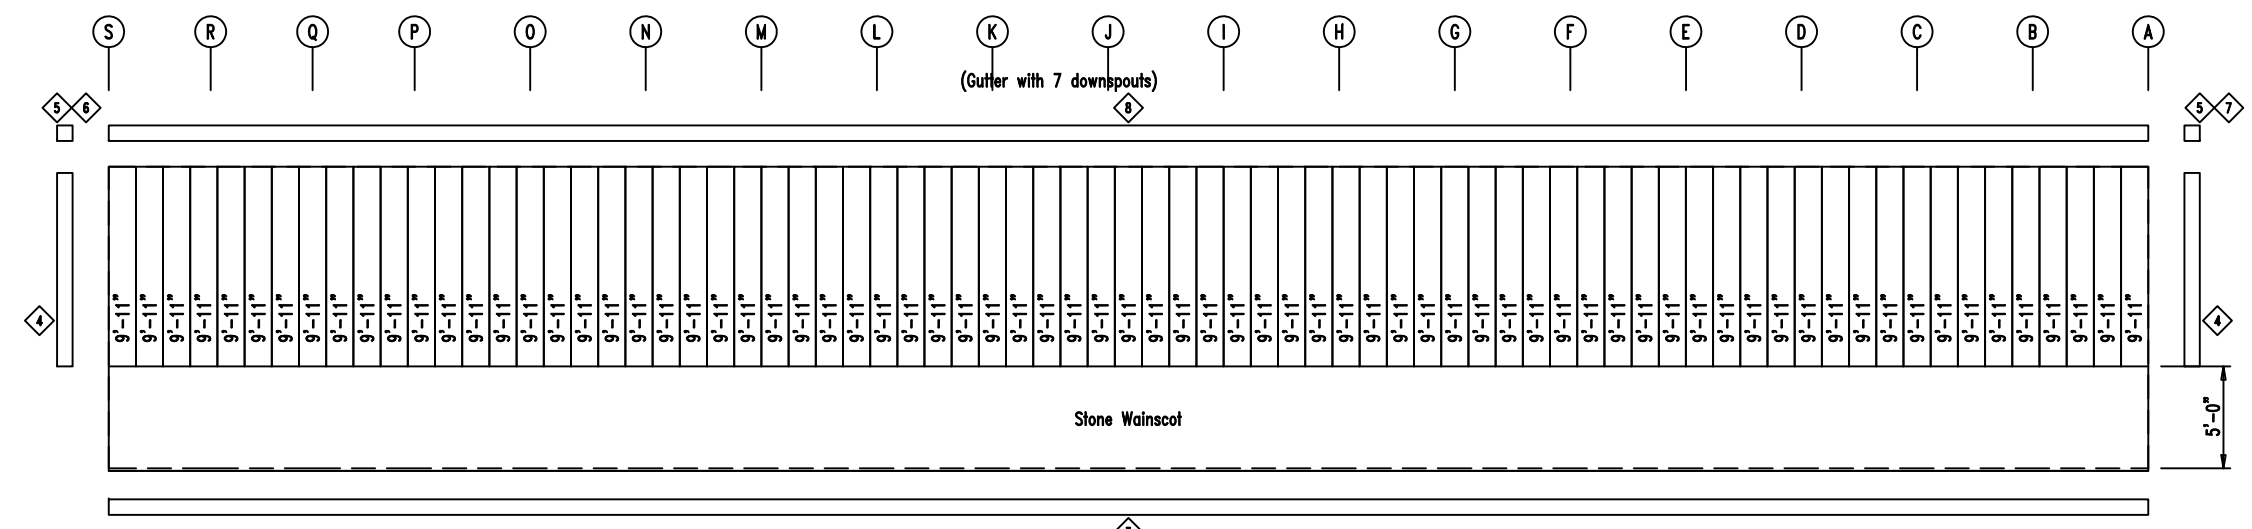 S R Q P O N M L K J I H G F E D C B A
(Gutter with 7 downspouts)
5 6 8 5 7
9'-11" 9'-11" 9'-11" 9'-11" 9'-11" 9'-11" 9'-11" 9'-11" 9'-11" 9'-11" 9'-11" 9'-11" 9'-11" 9'-11" 9'-11" 9'-11" 9'-11" 9'-11" 9'-11" 9'-11" 9'-11" 9'-11" 9'-11" 9'-11" 9'-11" 9'-11" 9'-11" 9'-11" 9'-11" 9'-11" 9'-11" 9'-11" 9'-11" 9'-11" 9'-11" 9'-11" 9'-11" 9'-11" 9'-11" 9'-11" 9'-11" 9'-11" 9'-11" 9'-11" 9'-11" 9'-11" 9'-11" 9'-11" 9'-11" 9'-11" 9'-11" 9'-11" 9'-11" 9'-11" 9'-11" 9'-11" 9'-11" 9'-11" 9'-11" 9'-11" 9'-11" 9'-11" 9'-11" 9'-11" 9'-11" 9'-11" 9'-11" 9'-11" 9'-11" 9'-11" 9'-11" 9'-11" 9'-11" 9'-11" 9'-11"
4 4
Stone Wainscot
5'-0"